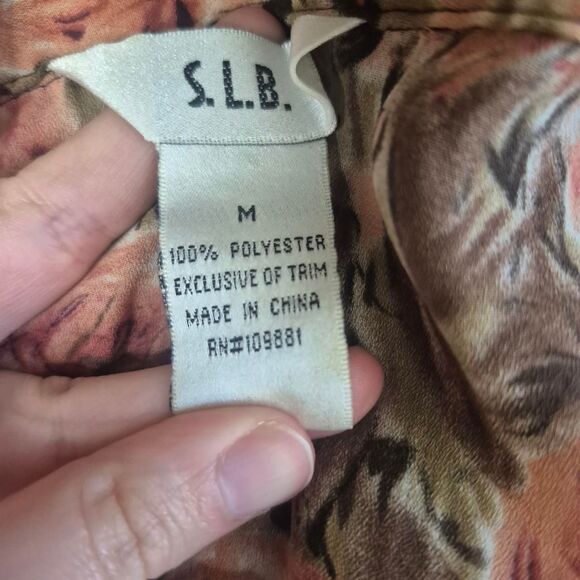 S.L.B.
M
100% POLYESTER
EXCLUSIVE OF TRIM
MADE IN CHINA
RN#109881